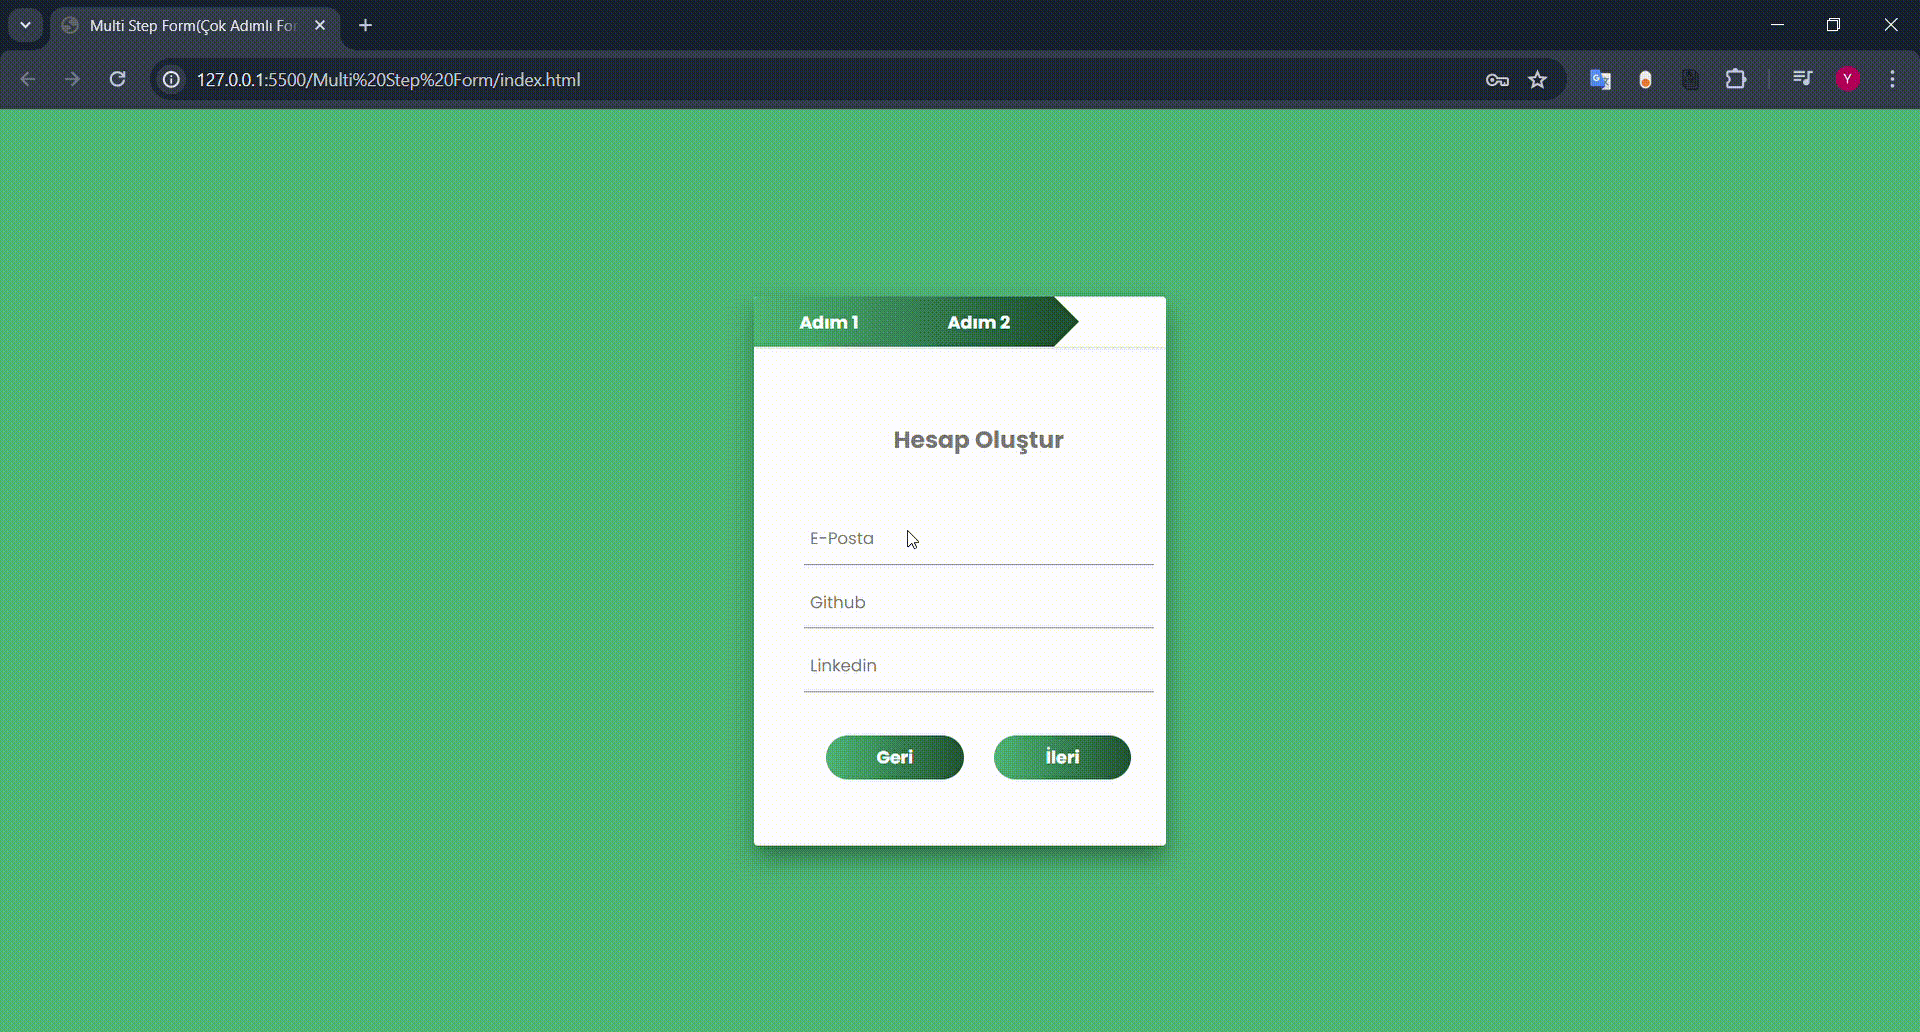 Multi Step Form(Çok Adımlı For
127.0.0.1:5500/Multi%20Step%20Form/index.html
Y
Adım 1
Adım 2
Hesap Oluştur
E-Posta
Github
Linkedin
Geri
İleri